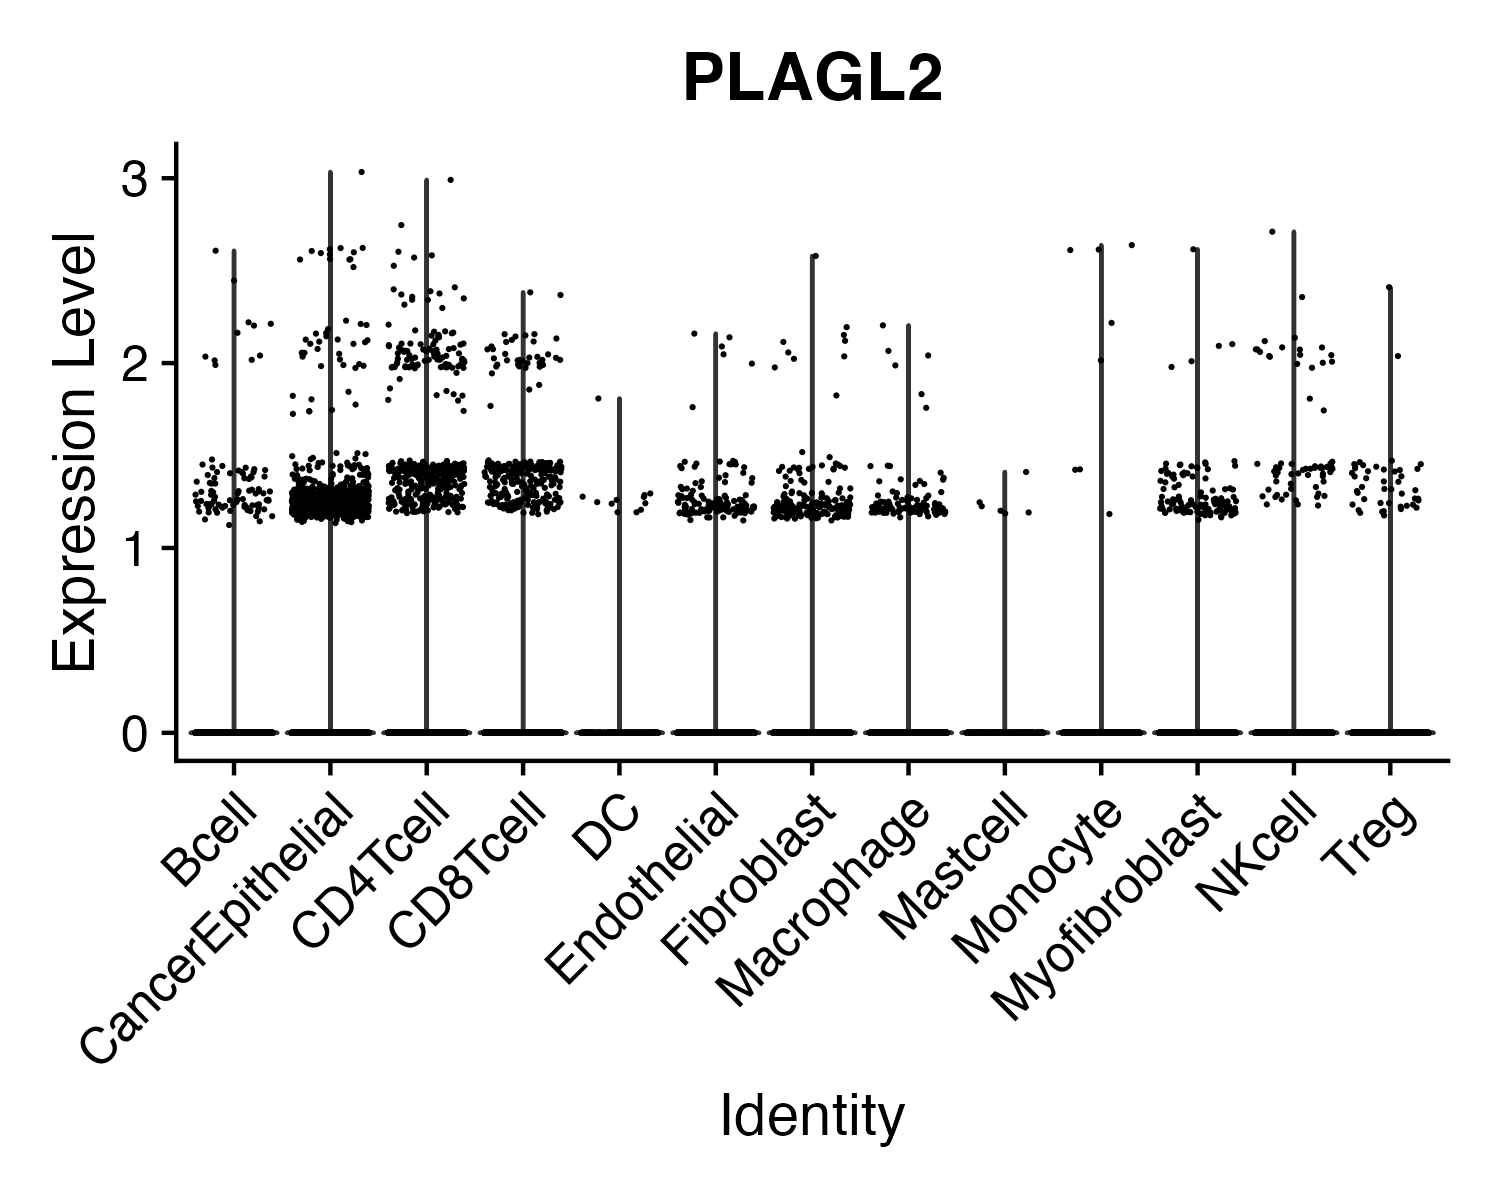 PLAGL2
Expression Level
3
2
1
0
Bcell
CancerEpithelial
CD4Tcell
CD8Tcell
DC
Endothelial
Fibroblast
Macrophage
Mastcell
Monocyte
Myofibroblast
NKcell
Treg
Identity